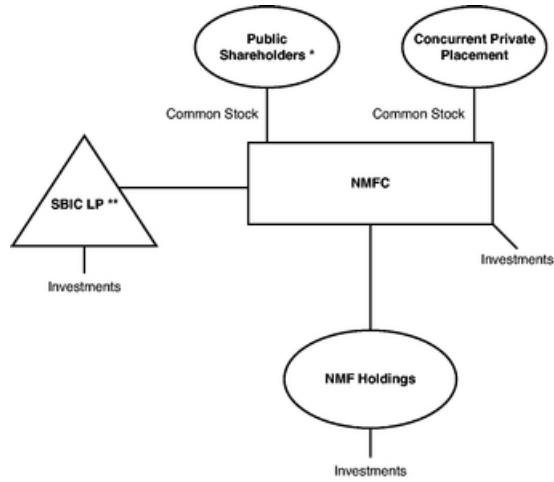 Public
Shareholders *
Concurrent Private
Placement
Common Stock
Common Stock
NMFC
SBIC LP **
Investments
Investments
NMF Holdings
Investments